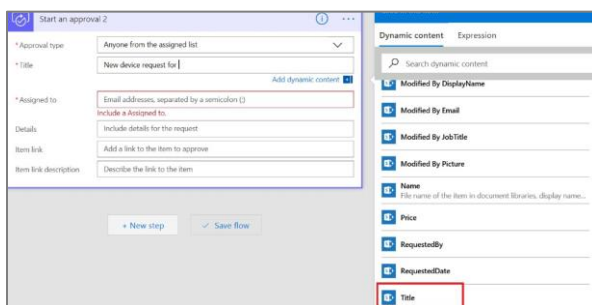 Start an approval 2
* Approval type
Anyone from the assigned list
* Title
New device request for
Add dynamic content
* Assigned to
Email addresses, separated by a semicolon (;)
Include a Assigned to.
Details
Include details for the request
Item link
Add a link to the item to approve
Item link description
Describe the link to the item
+ New step
Save flow
Dynamic content
Expression
Search dynamic content
Modified By DisplayName
Modified By Email
Modified By JobTitle
Modified By Picture
Name
File name of the item in document libraries, display name...
Price
RequestedBy
RequestedDate
Title